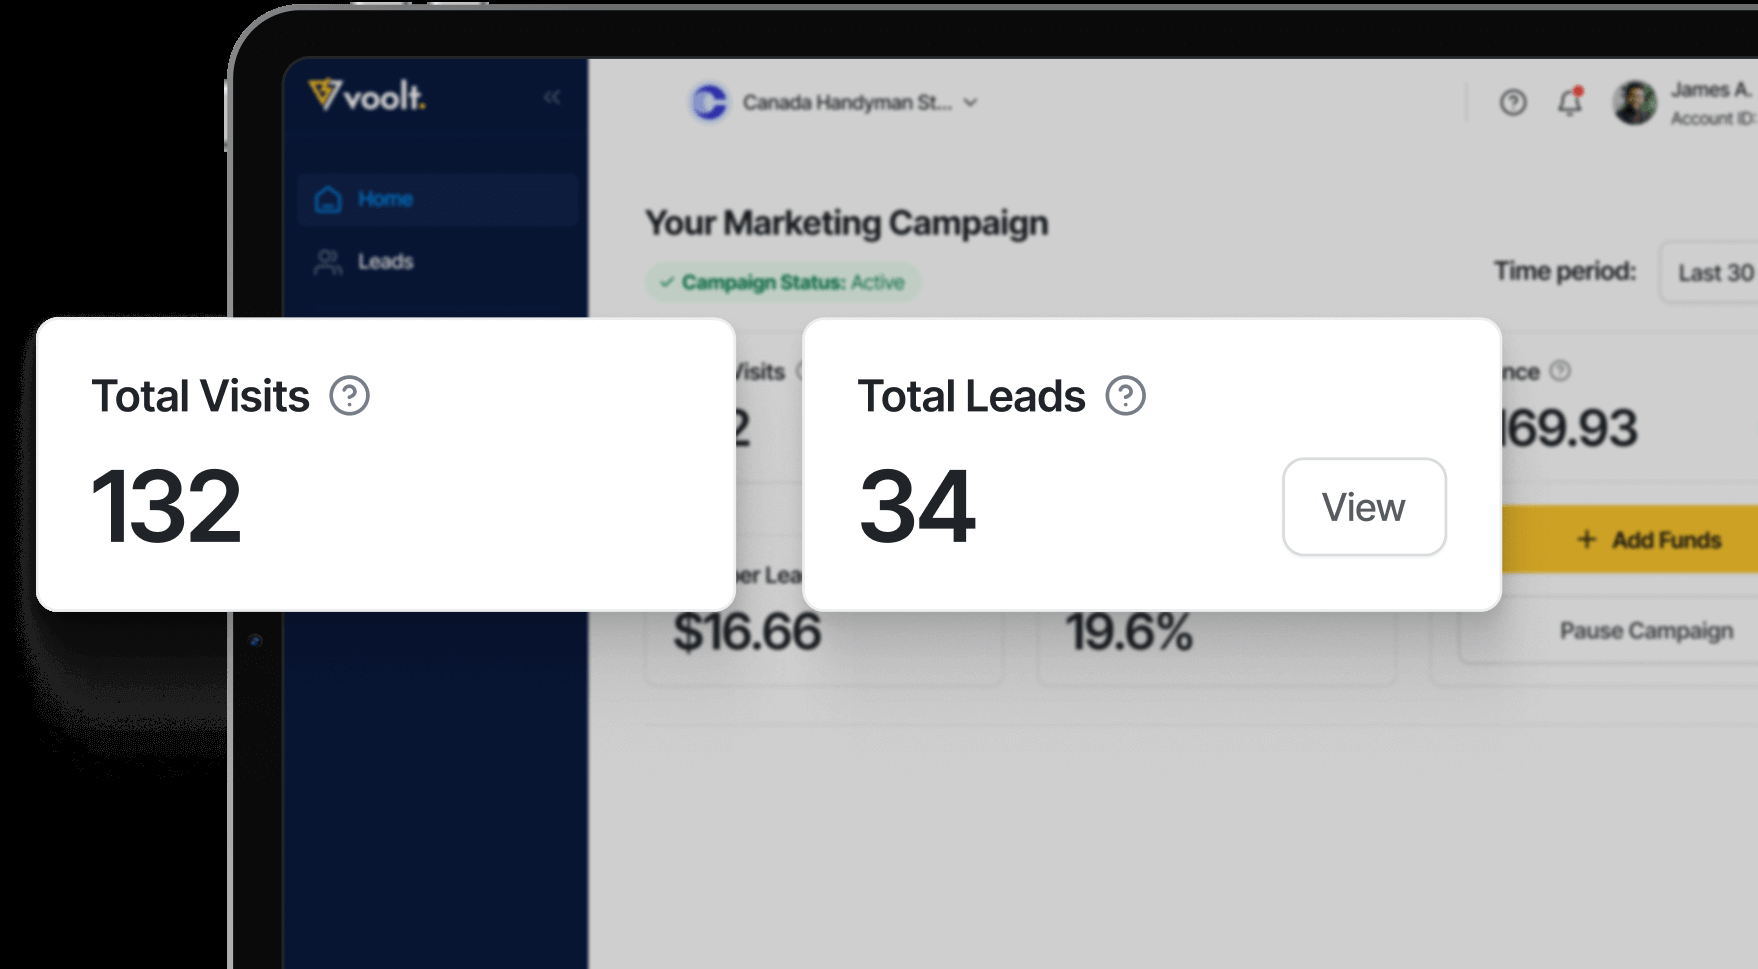 voolt.
Canada Handyman St...
James A.
Account ID:
Home
Leads
Your Marketing Campaign
Campaign Status: Active
Time period:
Last 30
Total Visits ?
132
Total Leads ?
34
View
Visits
2
nce ?
169.93
+ Add Funds
per Lea
$16.66
19.6%
Pause Campaign